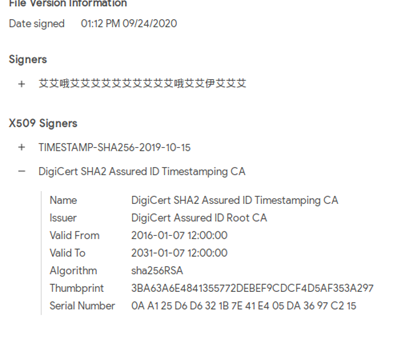 File Version Information
Date signed 01:12 PM 09/24/2020
Signers
+ 艾艾哦艾艾艾艾艾艾艾艾艾艾哦艾艾伊艾艾艾
X509 Signers
+ TIMESTAMP-SHA256-2019-10-15
− DigiCert SHA2 Assured ID Timestamping CA
Name DigiCert SHA2 Assured ID Timestamping CA
Issuer DigiCert Assured ID Root CA
Valid From 2016-01-07 12:00:00
Valid To 2031-01-07 12:00:00
Algorithm sha256RSA
Thumbprint 3BA63A6E4841355772DEBEF9CDCF4D5AF353A297
Serial Number 0A A1 25 D6 D6 32 1B 7E 41 E4 05 DA 36 97 C2 15